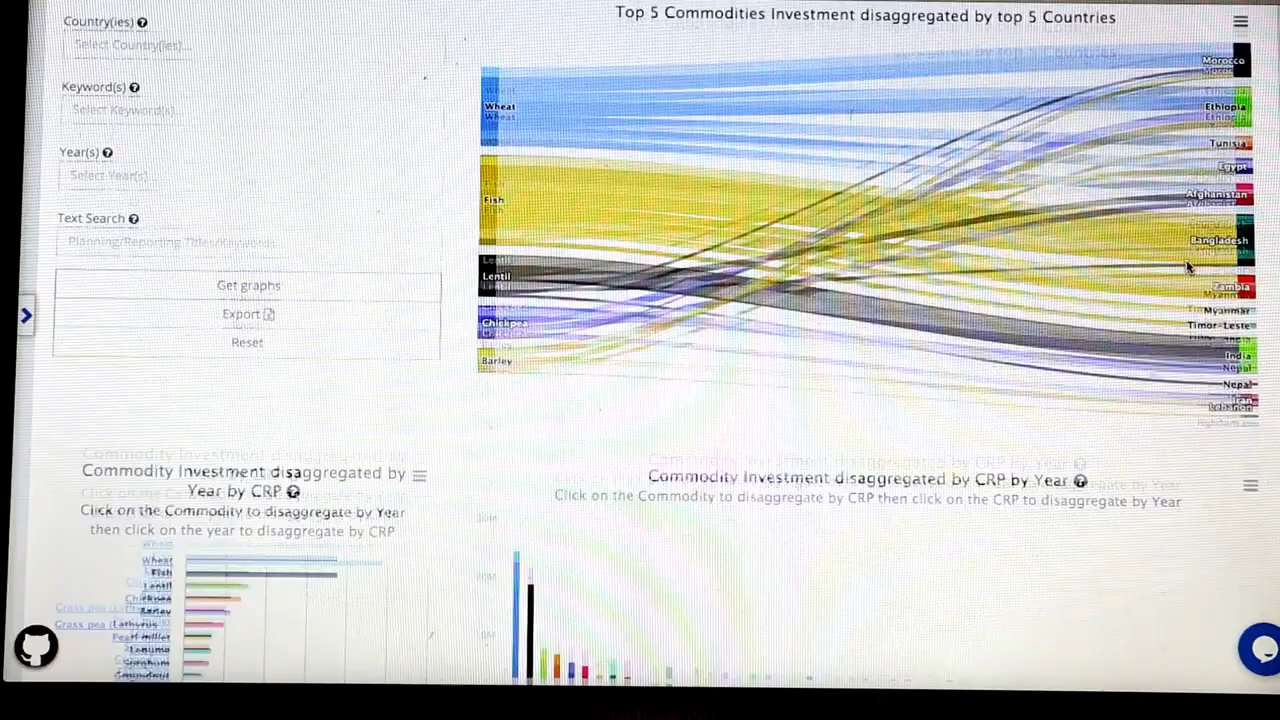 Country(ies)
Select Country(ies)...
Keyword(s)
Select Keyword(s)
Year(s)
Select Year(s)
Text Search
Planning/Reporting Titles/Keywords
Get graphs
Export
Reset
Top 5 Commodities Investment disaggregated by top 5 Countries
Wheat
Fish
Lentil
Chickpea
Barley
Morocco
Ethiopia
Tunisia
Egypt
Afghanistan
Bangladesh
Zambia
Myanmar
Timor-Leste
India
Nepal
Iran
Lebanon
Commodity Investment disaggregated by
Year by CRP
Click on the Commodity to disaggregate by Year
then click on the year to disaggregate by CRP
Wheat
Fish
Lentil
Chickpea
Barley
Grass pea (Lathyrus
Pearl millet
Sorghum
Commodity Investment disaggregated by CRP by Year
Click on the Commodity to disaggregate by CRP then click on the CRP to disaggregate by Year